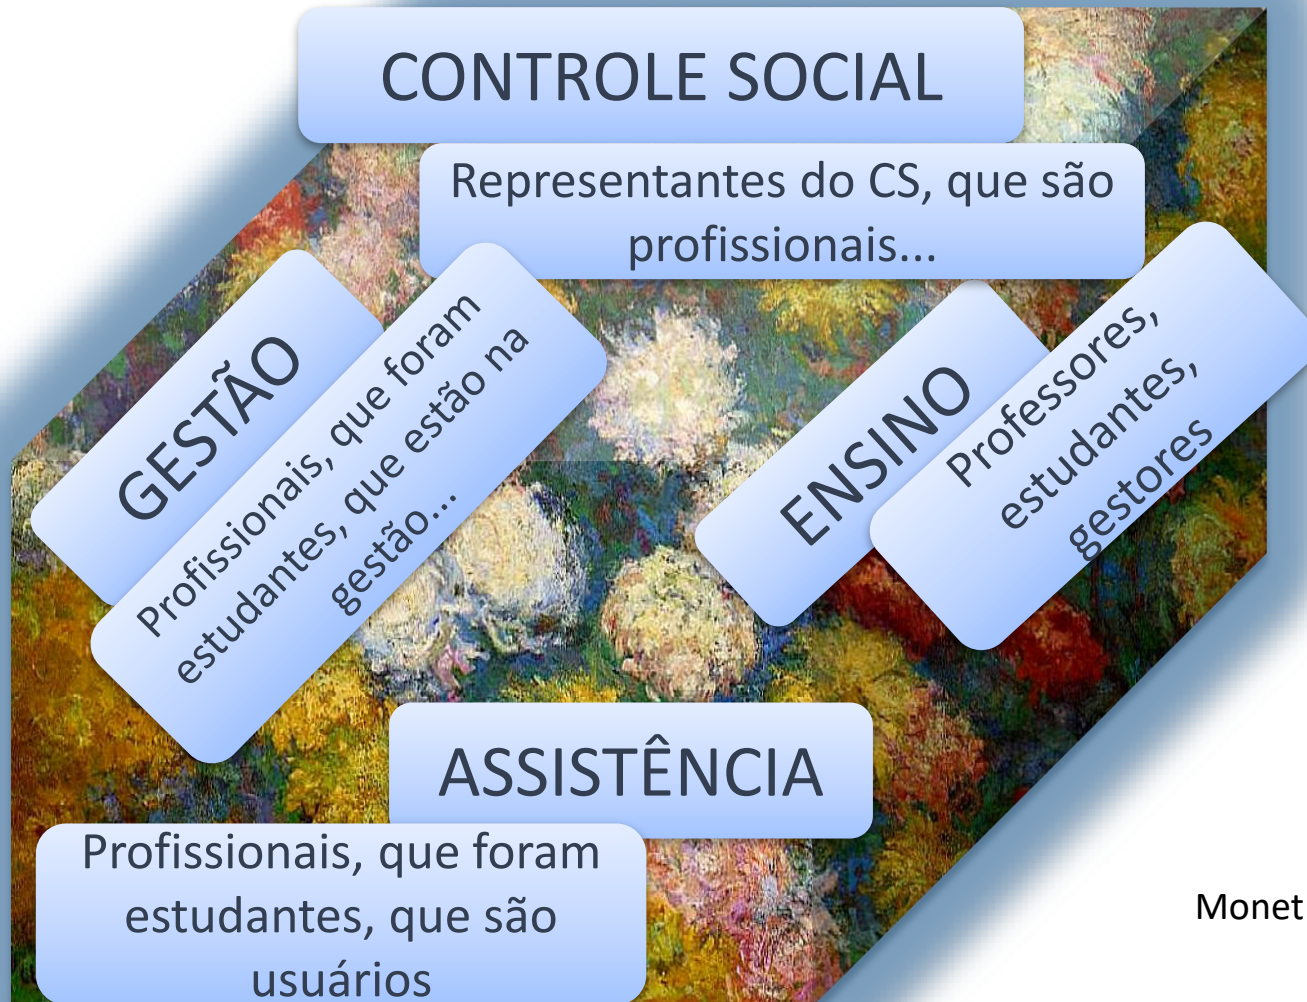 CONTROLE SOCIAL
Representantes do CS, que são
profissionais...
GESTÃO
Profissionais, que foram
estudantes, que estão na
gestão...
ENSINO
Professores,
estudantes,
gestores
ASSISTÊNCIA
Profissionais, que foram
estudantes, que são
usuários
Monet